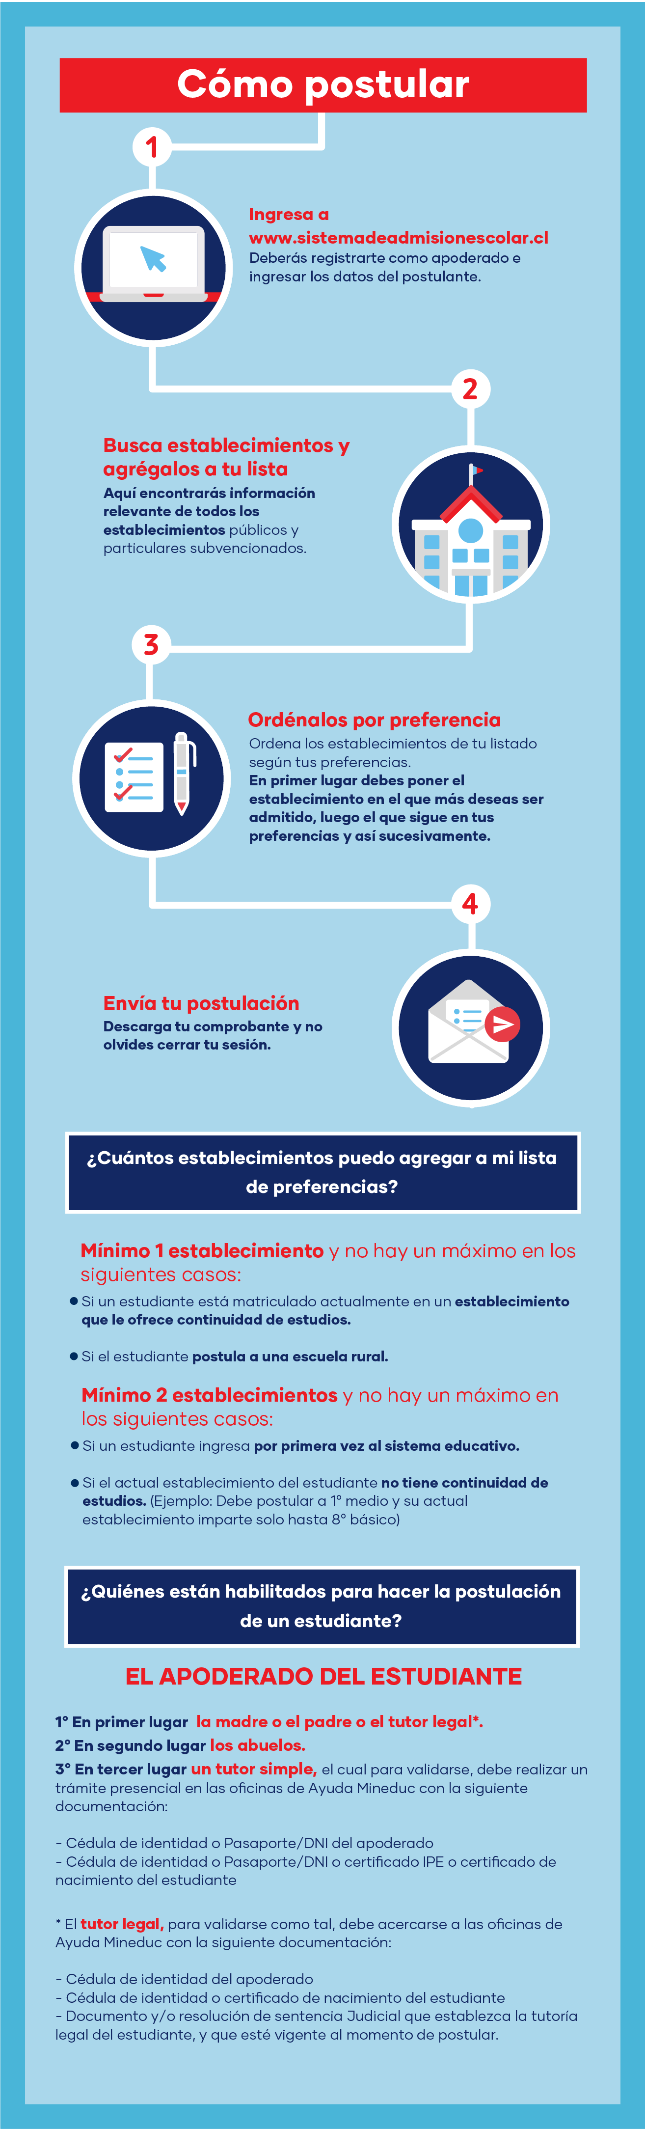 Cómo postular
1
Ingresa a
www.sistemadeadmisionescolar.cl
Deberás registrarte como apoderado e
ingresar los datos del postulante.
2
Busca establecimientos y
agrégalos a tu lista
Aquí encontrarás información
relevante de todos los
establecimientos públicos y
particulares subvencionados.
3
Ordénalos por preferencia
Ordena los establecimientos de tu listado
según tus preferencias.
En primer lugar debes poner el
establecimiento en el que más deseas ser
admitido, luego el que sigue en tus
preferencias y así sucesivamente.
4
Envía tu postulación
Descarga tu comprobante y no
olvides cerrar tu sesión.
¿Cuántos establecimientos puedo agregar a mi lista
de preferencias?
Mínimo 1 establecimiento y no hay un máximo en los
siguientes casos:
● Si un estudiante está matriculado actualmente en un establecimiento
que le ofrece continuidad de estudios.
● Si el estudiante postula a una escuela rural.
Mínimo 2 establecimientos y no hay un máximo en
los siguientes casos:
● Si un estudiante ingresa por primera vez al sistema educativo.
● Si el actual establecimiento del estudiante no tiene continuidad de
estudios. (Ejemplo: Debe postular a 1° medio y su actual
establecimiento imparte solo hasta 8° básico)
¿Quiénes están habilitados para hacer la postulación
de un estudiante?
EL APODERADO DEL ESTUDIANTE
1° En primer lugar la madre o el padre o el tutor legal*.
2° En segundo lugar los abuelos.
3° En tercer lugar un tutor simple, el cual para validarse, debe realizar un
trámite presencial en las oficinas de Ayuda Mineduc con la siguiente
documentación:
- Cédula de identidad o Pasaporte/DNI del apoderado
- Cédula de identidad o Pasaporte/DNI o certificado IPE o certificado de
nacimiento del estudiante
* El tutor legal, para validarse como tal, debe acercarse a las oficinas de
Ayuda Mineduc con la siguiente documentación:
- Cédula de identidad del apoderado
- Cédula de identidad o certificado de nacimiento del estudiante
- Documento y/o resolución de sentencia Judicial que establezca la tutoría
legal del estudiante, y que esté vigente al momento de postular.